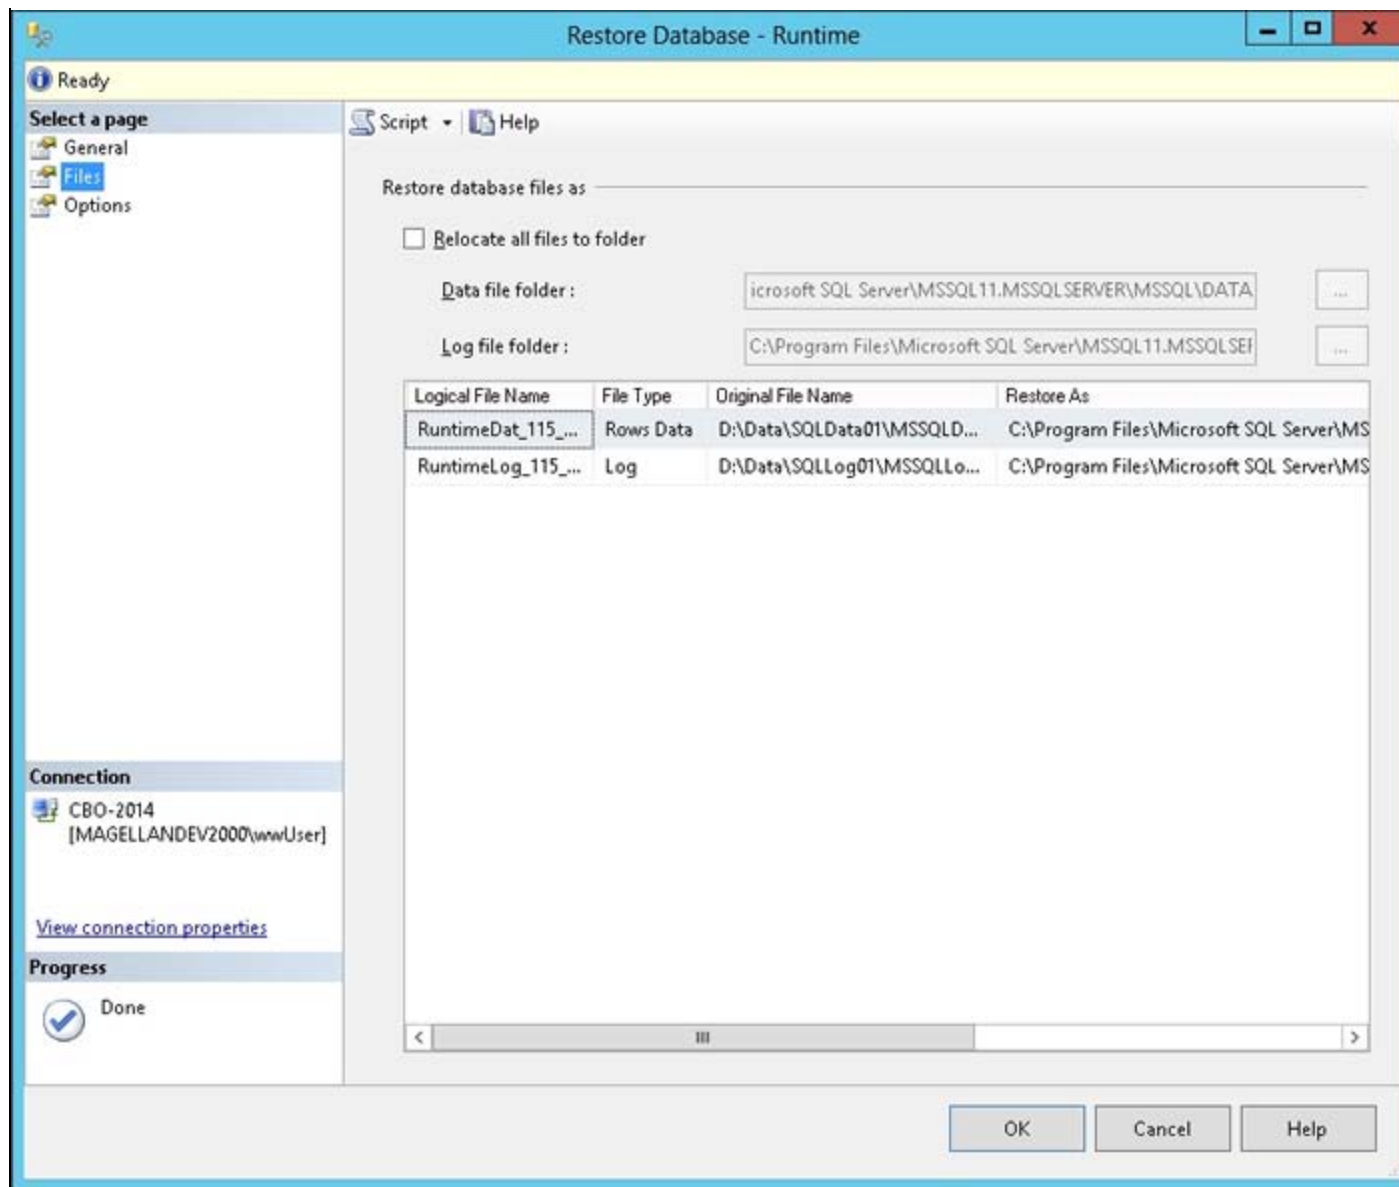 Restore Database - Runtime
Ready
Select a page
General
Files
Options
Script
Help
Restore database files as
Relocate all files to folder
Data file folder :
icrosoft SQL Server\MSSQL11.MSSQLSERVER\MSSQL\DATA
...
Log file folder :
C:\Program Files\Microsoft SQL Server\MSSQL11.MSSQLSEF
...
Logical File Name File Type Original File Name Restore As
RuntimeDat_115_... Rows Data D:\Data\SQLData01\MSSQLD... C:\Program Files\Microsoft SQL Server\MS
RuntimeLog_115_... Log D:\Data\SQLLog01\MSSQLLo... C:\Program Files\Microsoft SQL Server\MS
Connection
CBO-2014
[MAGELLANDEV2000\wwUser]
View connection properties
Progress
Done
OK Cancel Help